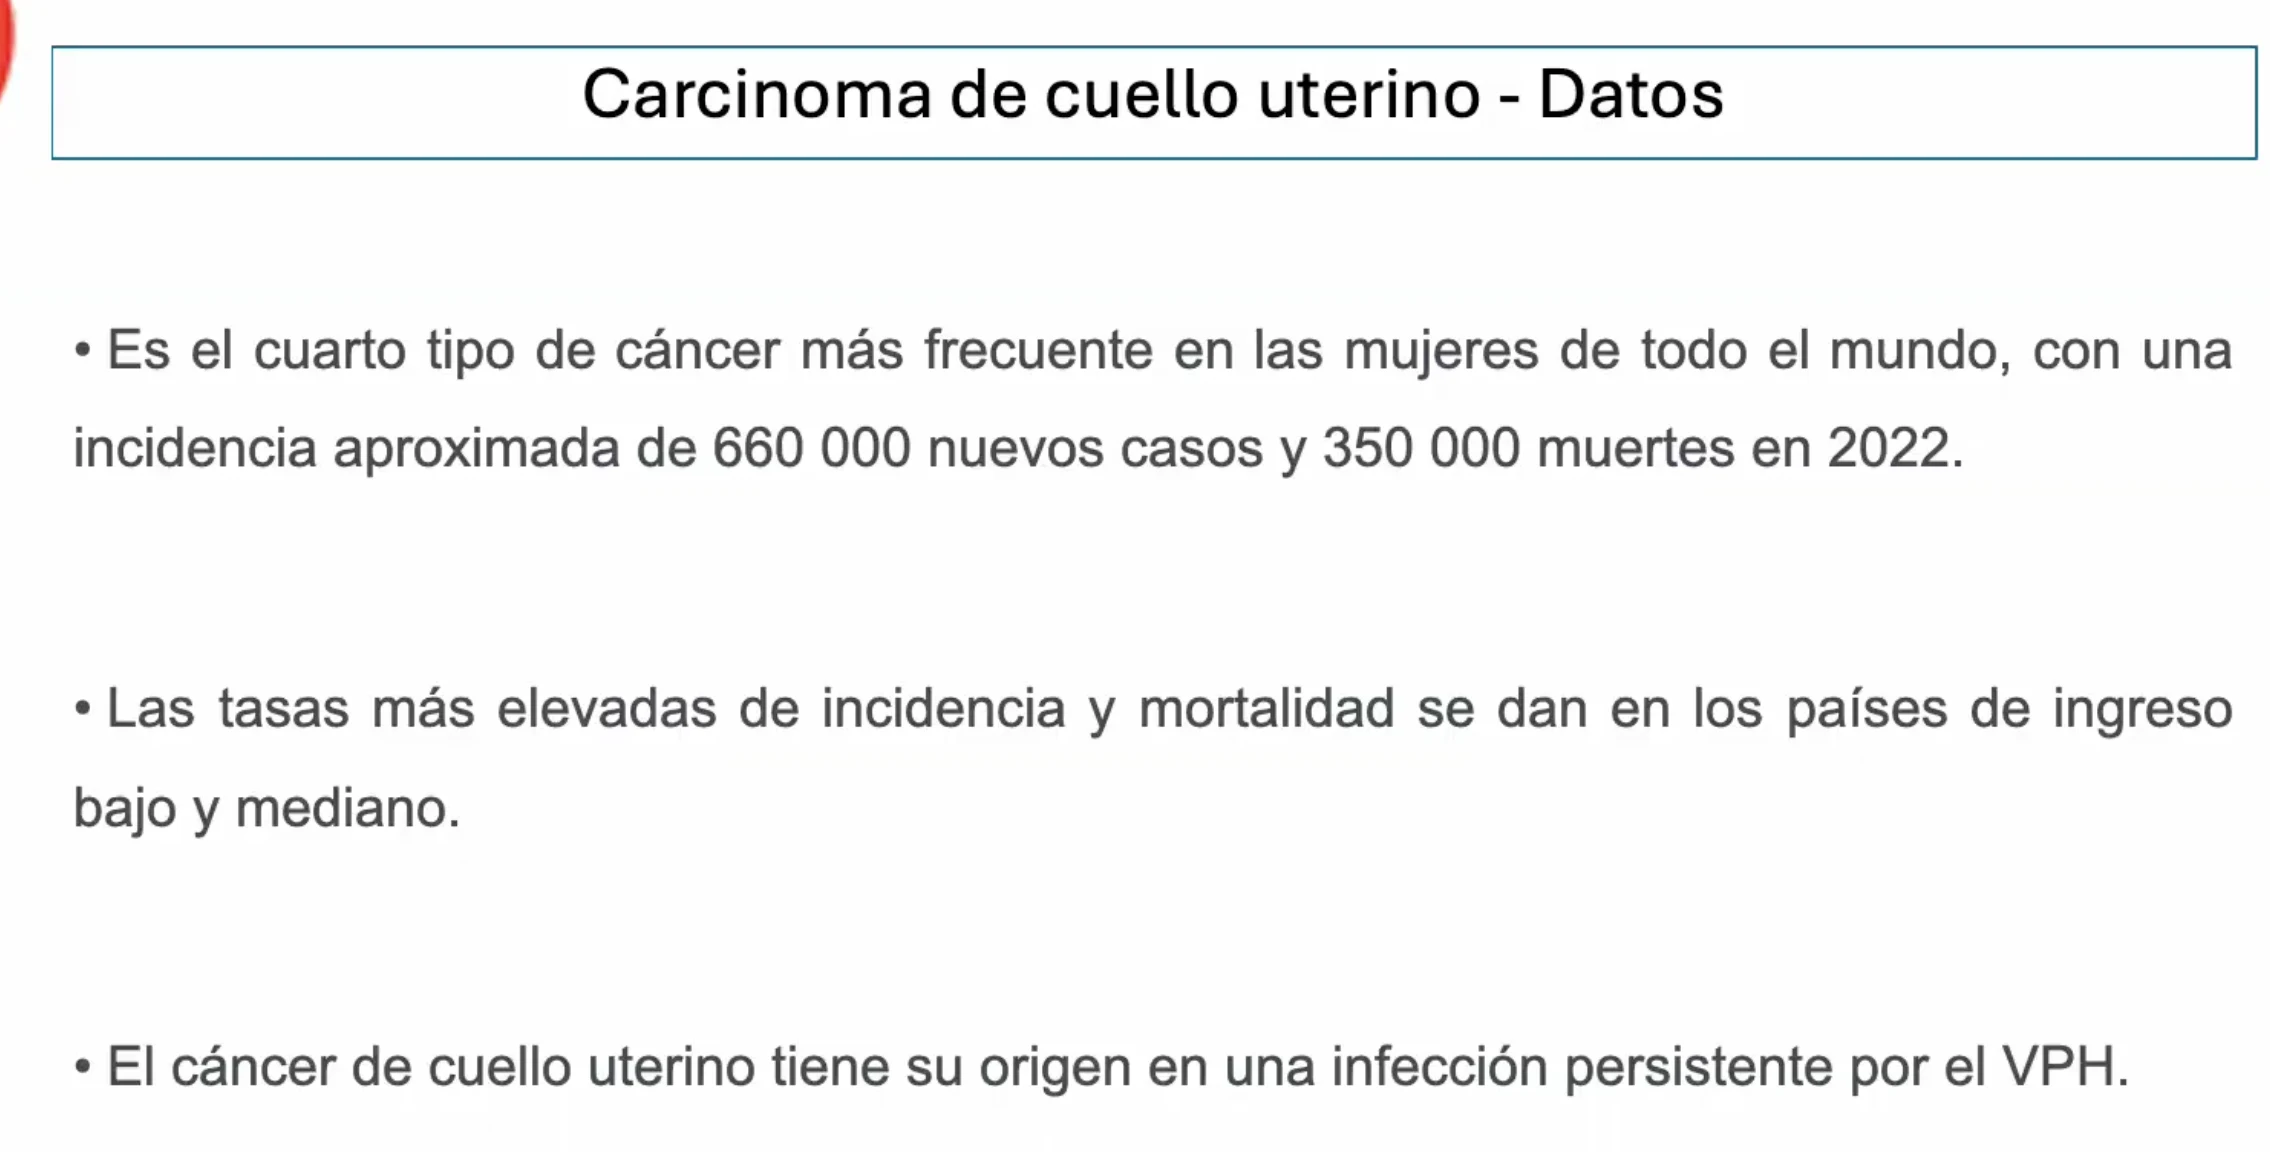 Carcinoma de cuello uterino - Datos
• Es el cuarto tipo de cáncer más frecuente en las mujeres de todo el mundo, con una
incidencia aproximada de 660 000 nuevos casos y 350 000 muertes en 2022.
• Las tasas más elevadas de incidencia y mortalidad se dan en los países de ingreso
bajo y mediano.
• El cáncer de cuello uterino tiene su origen en una infección persistente por el VPH.